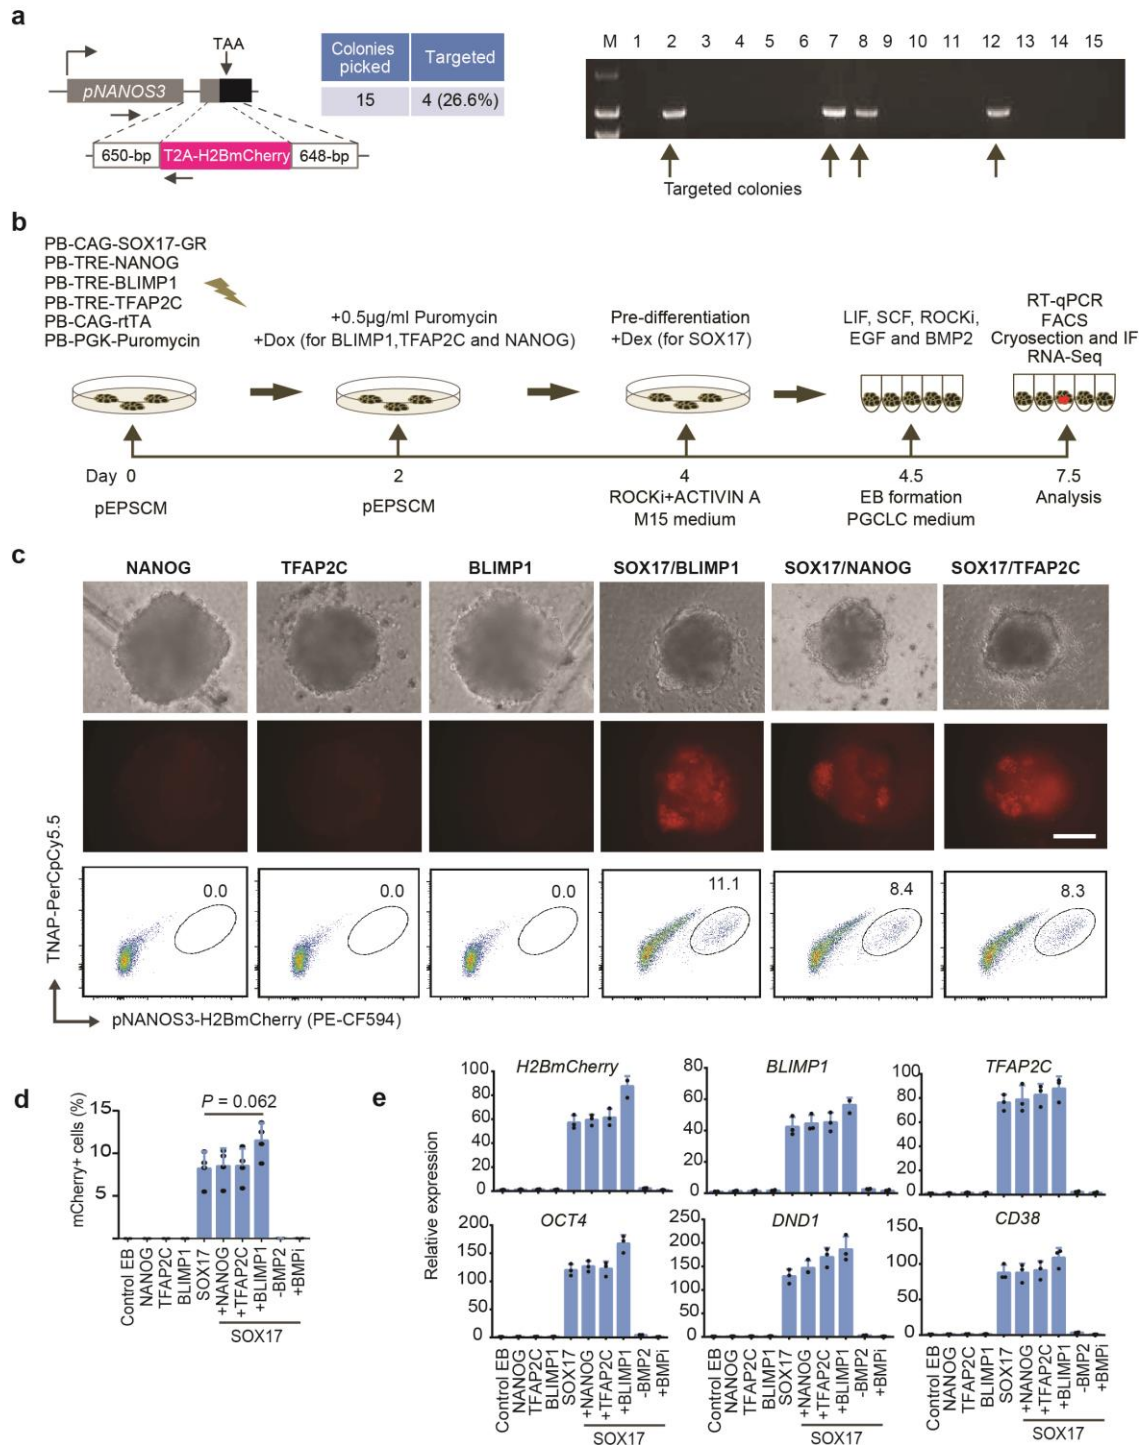 a
TAA
pNANOS3
650-bp T2A-H2BmCherry 648-bp
Colonies picked Targeted
15 4 (26.6%)
M 1 2 3 4 5 6 7 8 9 10 11 12 13 14 15
Targeted colonies
b
PB-CAG-SOX17-GR
PB-TRE-NANOG
PB-TRE-BLIMP1
PB-TRE-TFAP2C
PB-CAG-rtTA
PB-PGK-Puromycin
+0.5µg/ml Puromycin
+Dox (for BLIMP1,TFAP2C and NANOG)
Pre-differentiation
+Dex (for SOX17)
LIF, SCF, ROCKi,
EGF and BMP2
RT-qPCR
FACS
Cryosection and IF
RNA-Seq
Day 0 2 4 4.5 7.5
pEPSCM
pEPSCM
ROCKi+ACTIVIN A
M15 medium
EB formation
PGCLC medium
Analysis
c
NANOG TFAP2C BLIMP1 SOX17/BLIMP1 SOX17/NANOG SOX17/TFAP2C
TNAP-PerCpCy5.5
0.0 0.0 0.0 11.1 8.4 8.3
pNANOS3-H2BmCherry (PE-CF594)
d
P = 0.062
mCherry+ cells (%)
15
10
5
Control EB
NANOG
TFAP2C
BLIMP1
SOX17
+NANOG
+TFAP2C
+BLIMP1
-BMP2
+BMPi
SOX17
e
Relative expression
H2BmCherry
100
80
60
40
20
0
BLIMP1
80
60
40
20
0
TFAP2C
100
80
60
40
20
0
OCT4
200
150
100
50
0
DND1
250
200
150
100
50
0
CD38
150
100
50
0
Control EB
NANOG
TFAP2C
BLIMP1
SOX17
+NANOG
+TFAP2C
+BLIMP1
-BMP2
+BMPi
SOX17
Control EB
NANOG
TFAP2C
BLIMP1
SOX17
+NANOG
+TFAP2C
+BLIMP1
-BMP2
+BMPi
SOX17
Control EB
NANOG
TFAP2C
BLIMP1
SOX17
+NANOG
+TFAP2C
+BLIMP1
-BMP2
+BMPi
SOX17